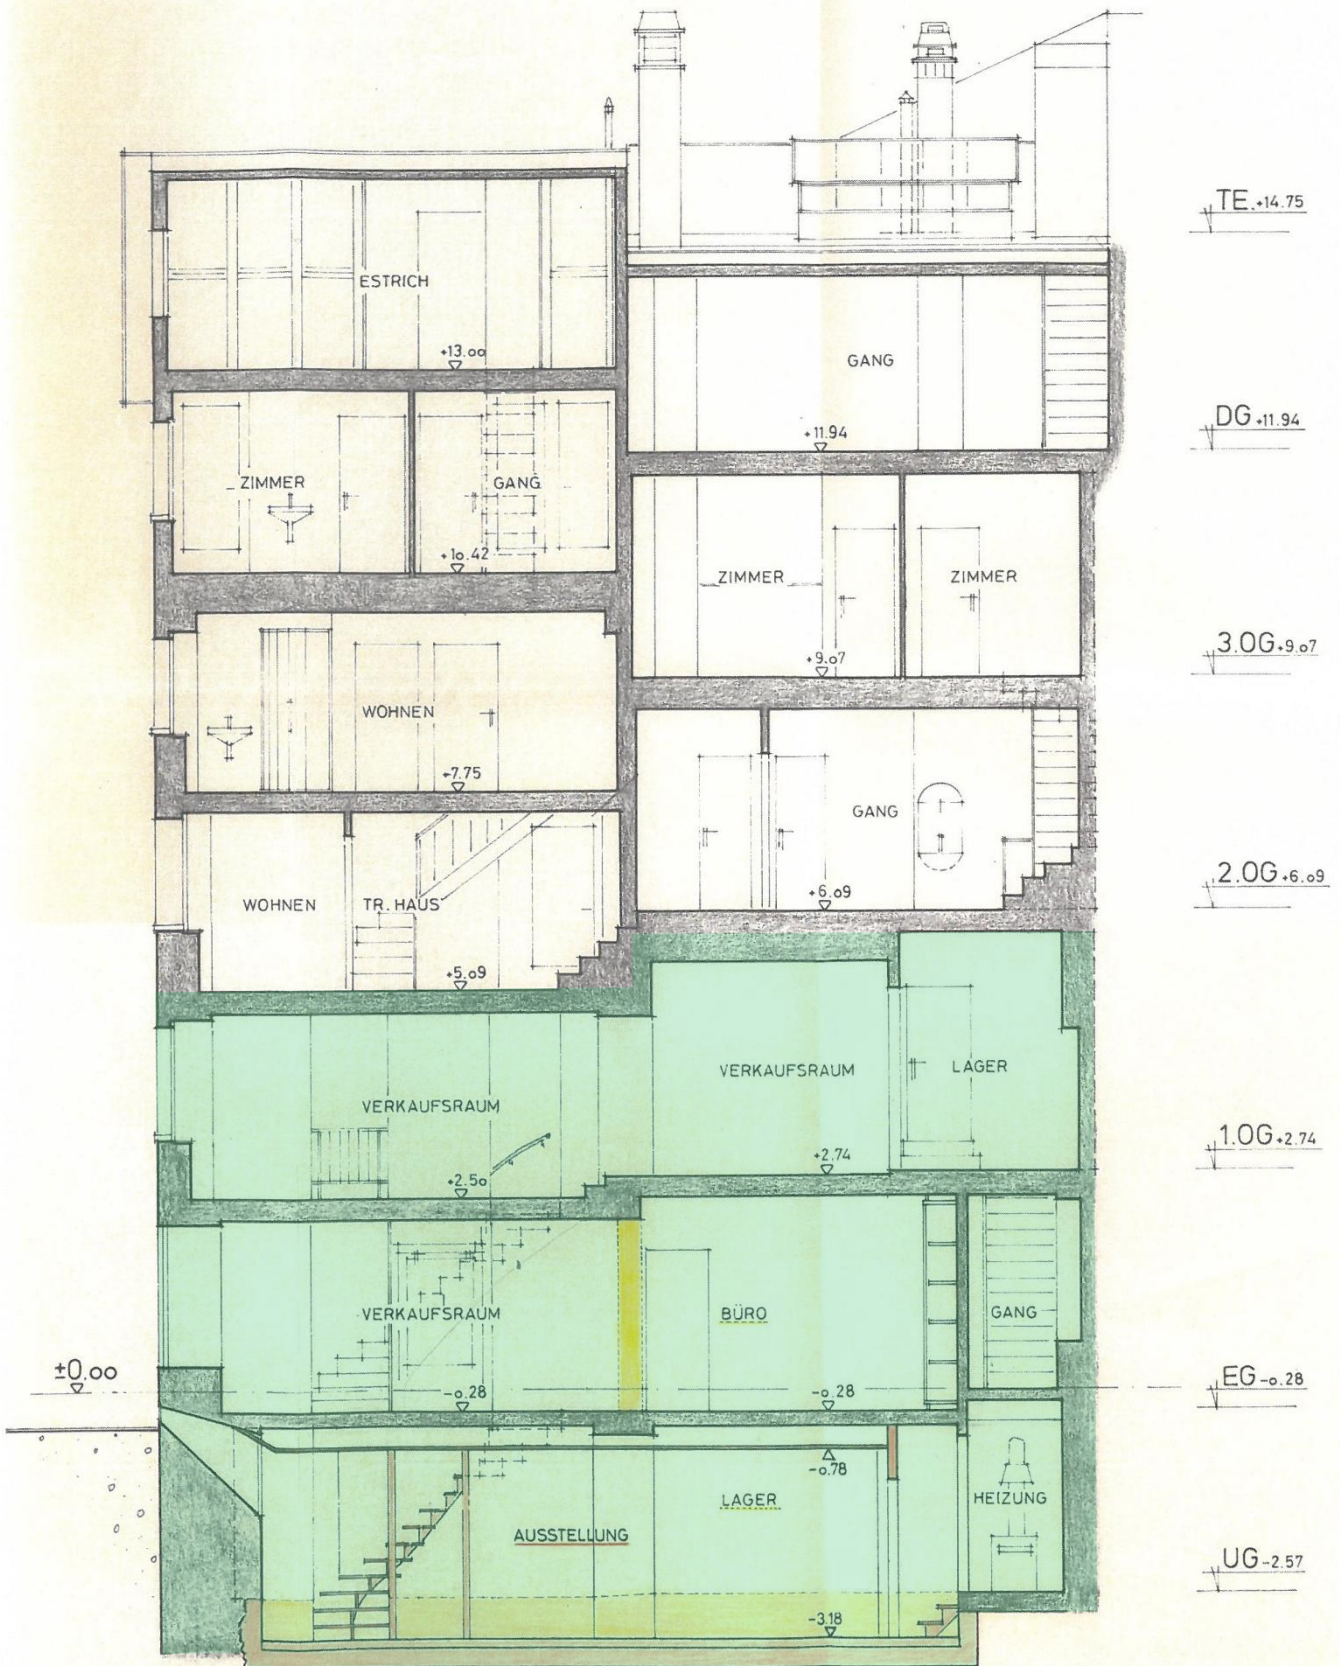 TE.+14.75
ESTRICH
+13.00
GANG
+11.94
DG +11.94
ZIMMER
GANG
+10.42
ZIMMER
ZIMMER
+9.07
3.OG+9.07
WOHNEN
+7.75
GANG
+6.09
2.OG+6.09
WOHNEN
TR. HAUS
+5.09
VERKAUFSRAUM
LAGER
VERKAUFSRAUM
+2.74
1.OG+2.74
+2.50
VERKAUFSRAUM
BÜRO
GANG
±0.00
-0.28
-0.28
EG-0.28
-0.78
LAGER
HEIZUNG
AUSSTELLUNG
UG-2.57
-3.18